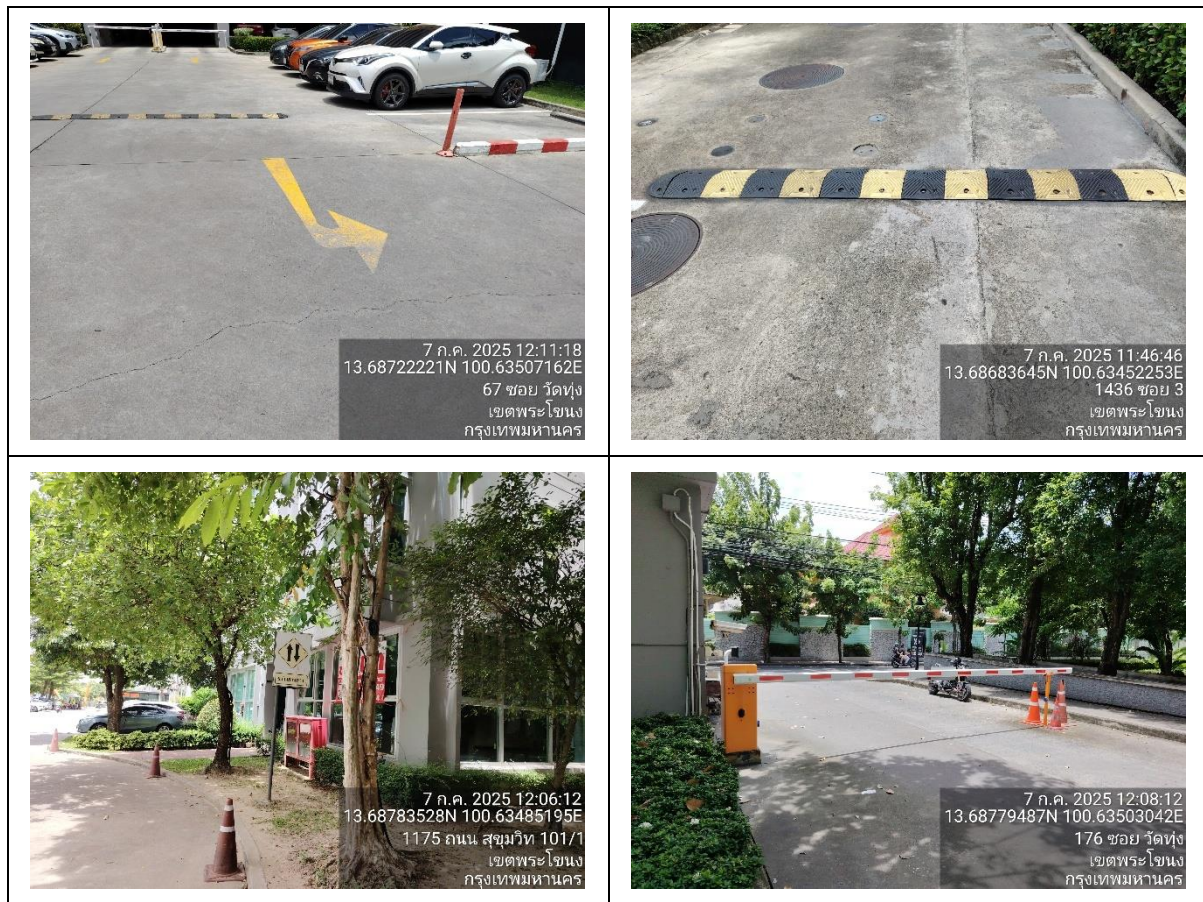 7 ก.ค. 2025 12:11:18
13.68722221N 100.63507162E
67 ซอย วัดทุ่ง
เขตพระโขนง
กรุงเทพมหานคร
7 ก.ค. 2025 11:46:46
13.68683645N 100.63452253E
1436 ซอย 3
เขตพระโขนง
กรุงเทพมหานคร
7 ก.ค. 2025 12:06:12
13.68783528N 100.63485195E
1175 ถนน สุขุมวิท 101/1
เขตพระโขนง
กรุงเทพมหานคร
7 ก.ค. 2025 12:08:12
13.68779487N 100.63503042E
176 ซอย วัดทุ่ง
เขตพระโขนง
กรุงเทพมหานคร